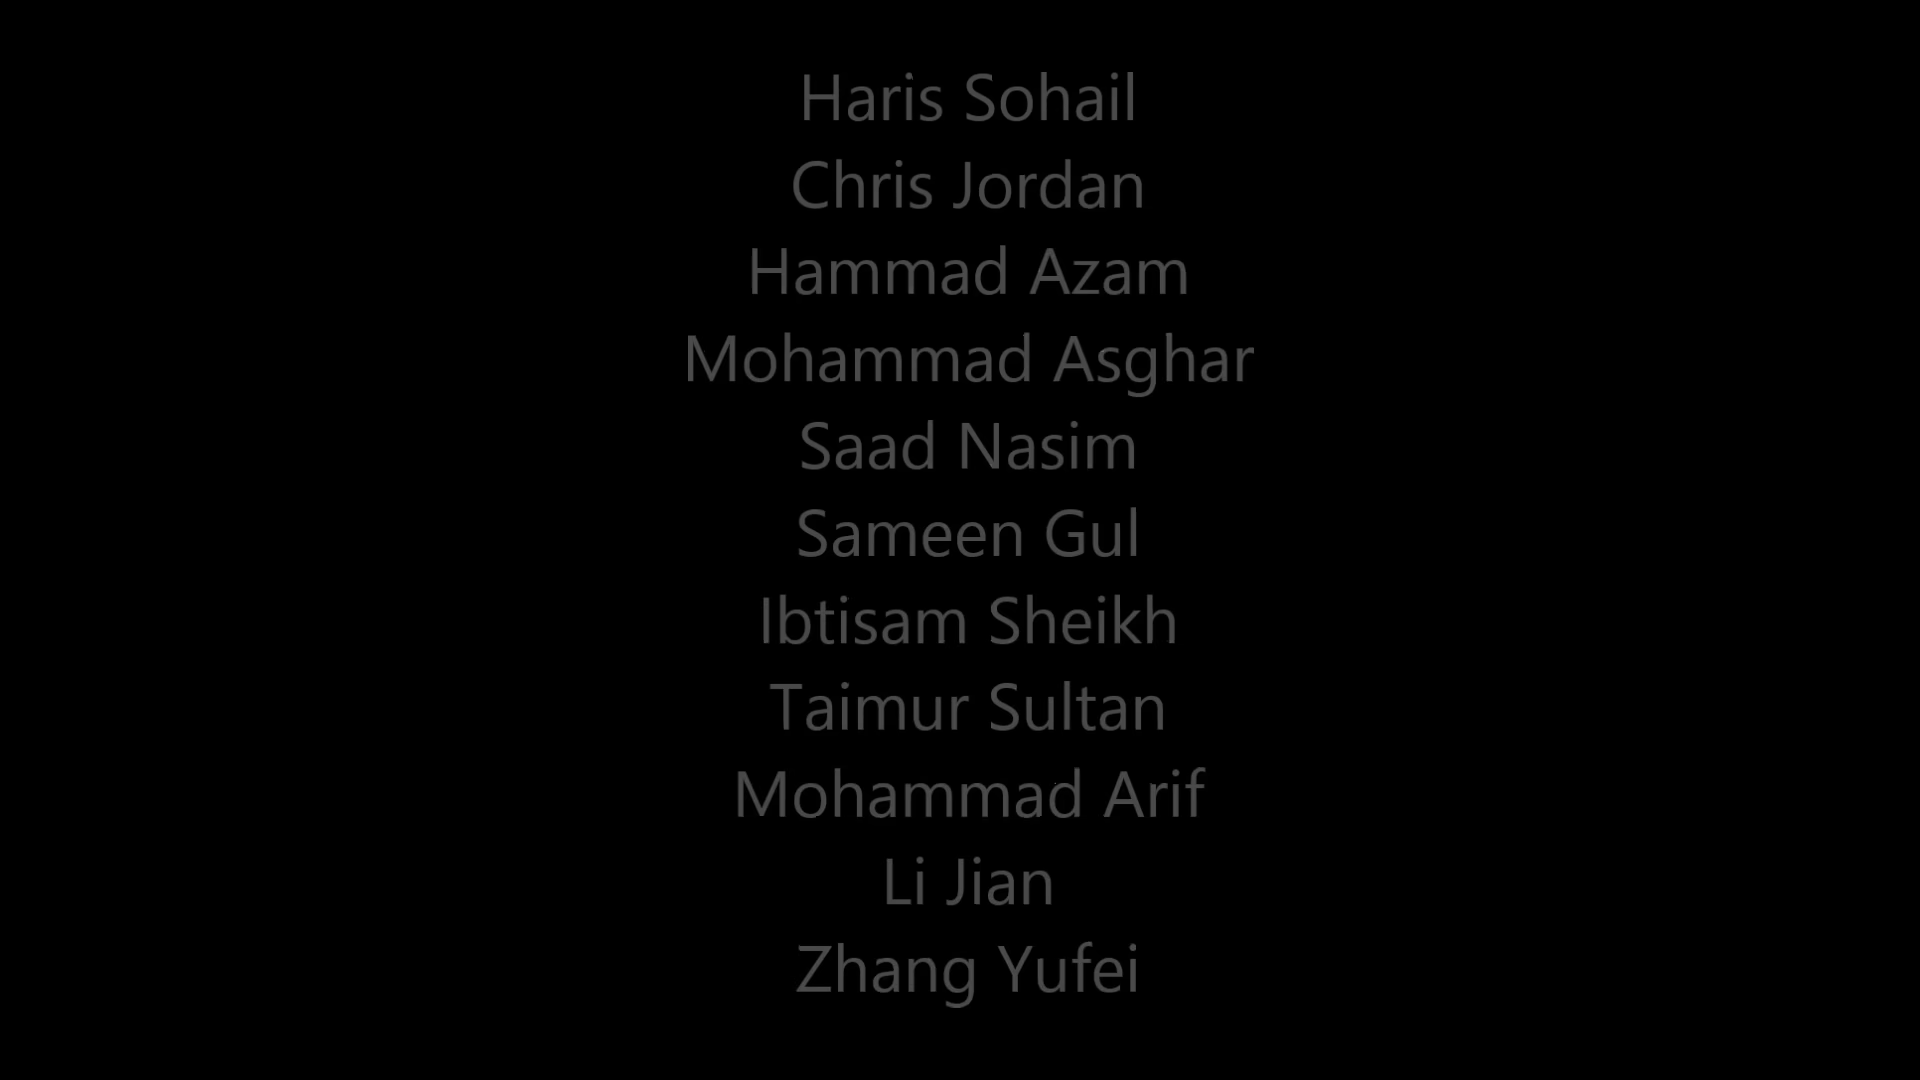 Haris Sohail
Chris Jordan
Hammad Azam
Mohammad Asghar
Saad Nasim
Sameen Gul
Ibtisam Sheikh
Taimur Sultan
Mohammad Arif
Li Jian
Zhang Yufei